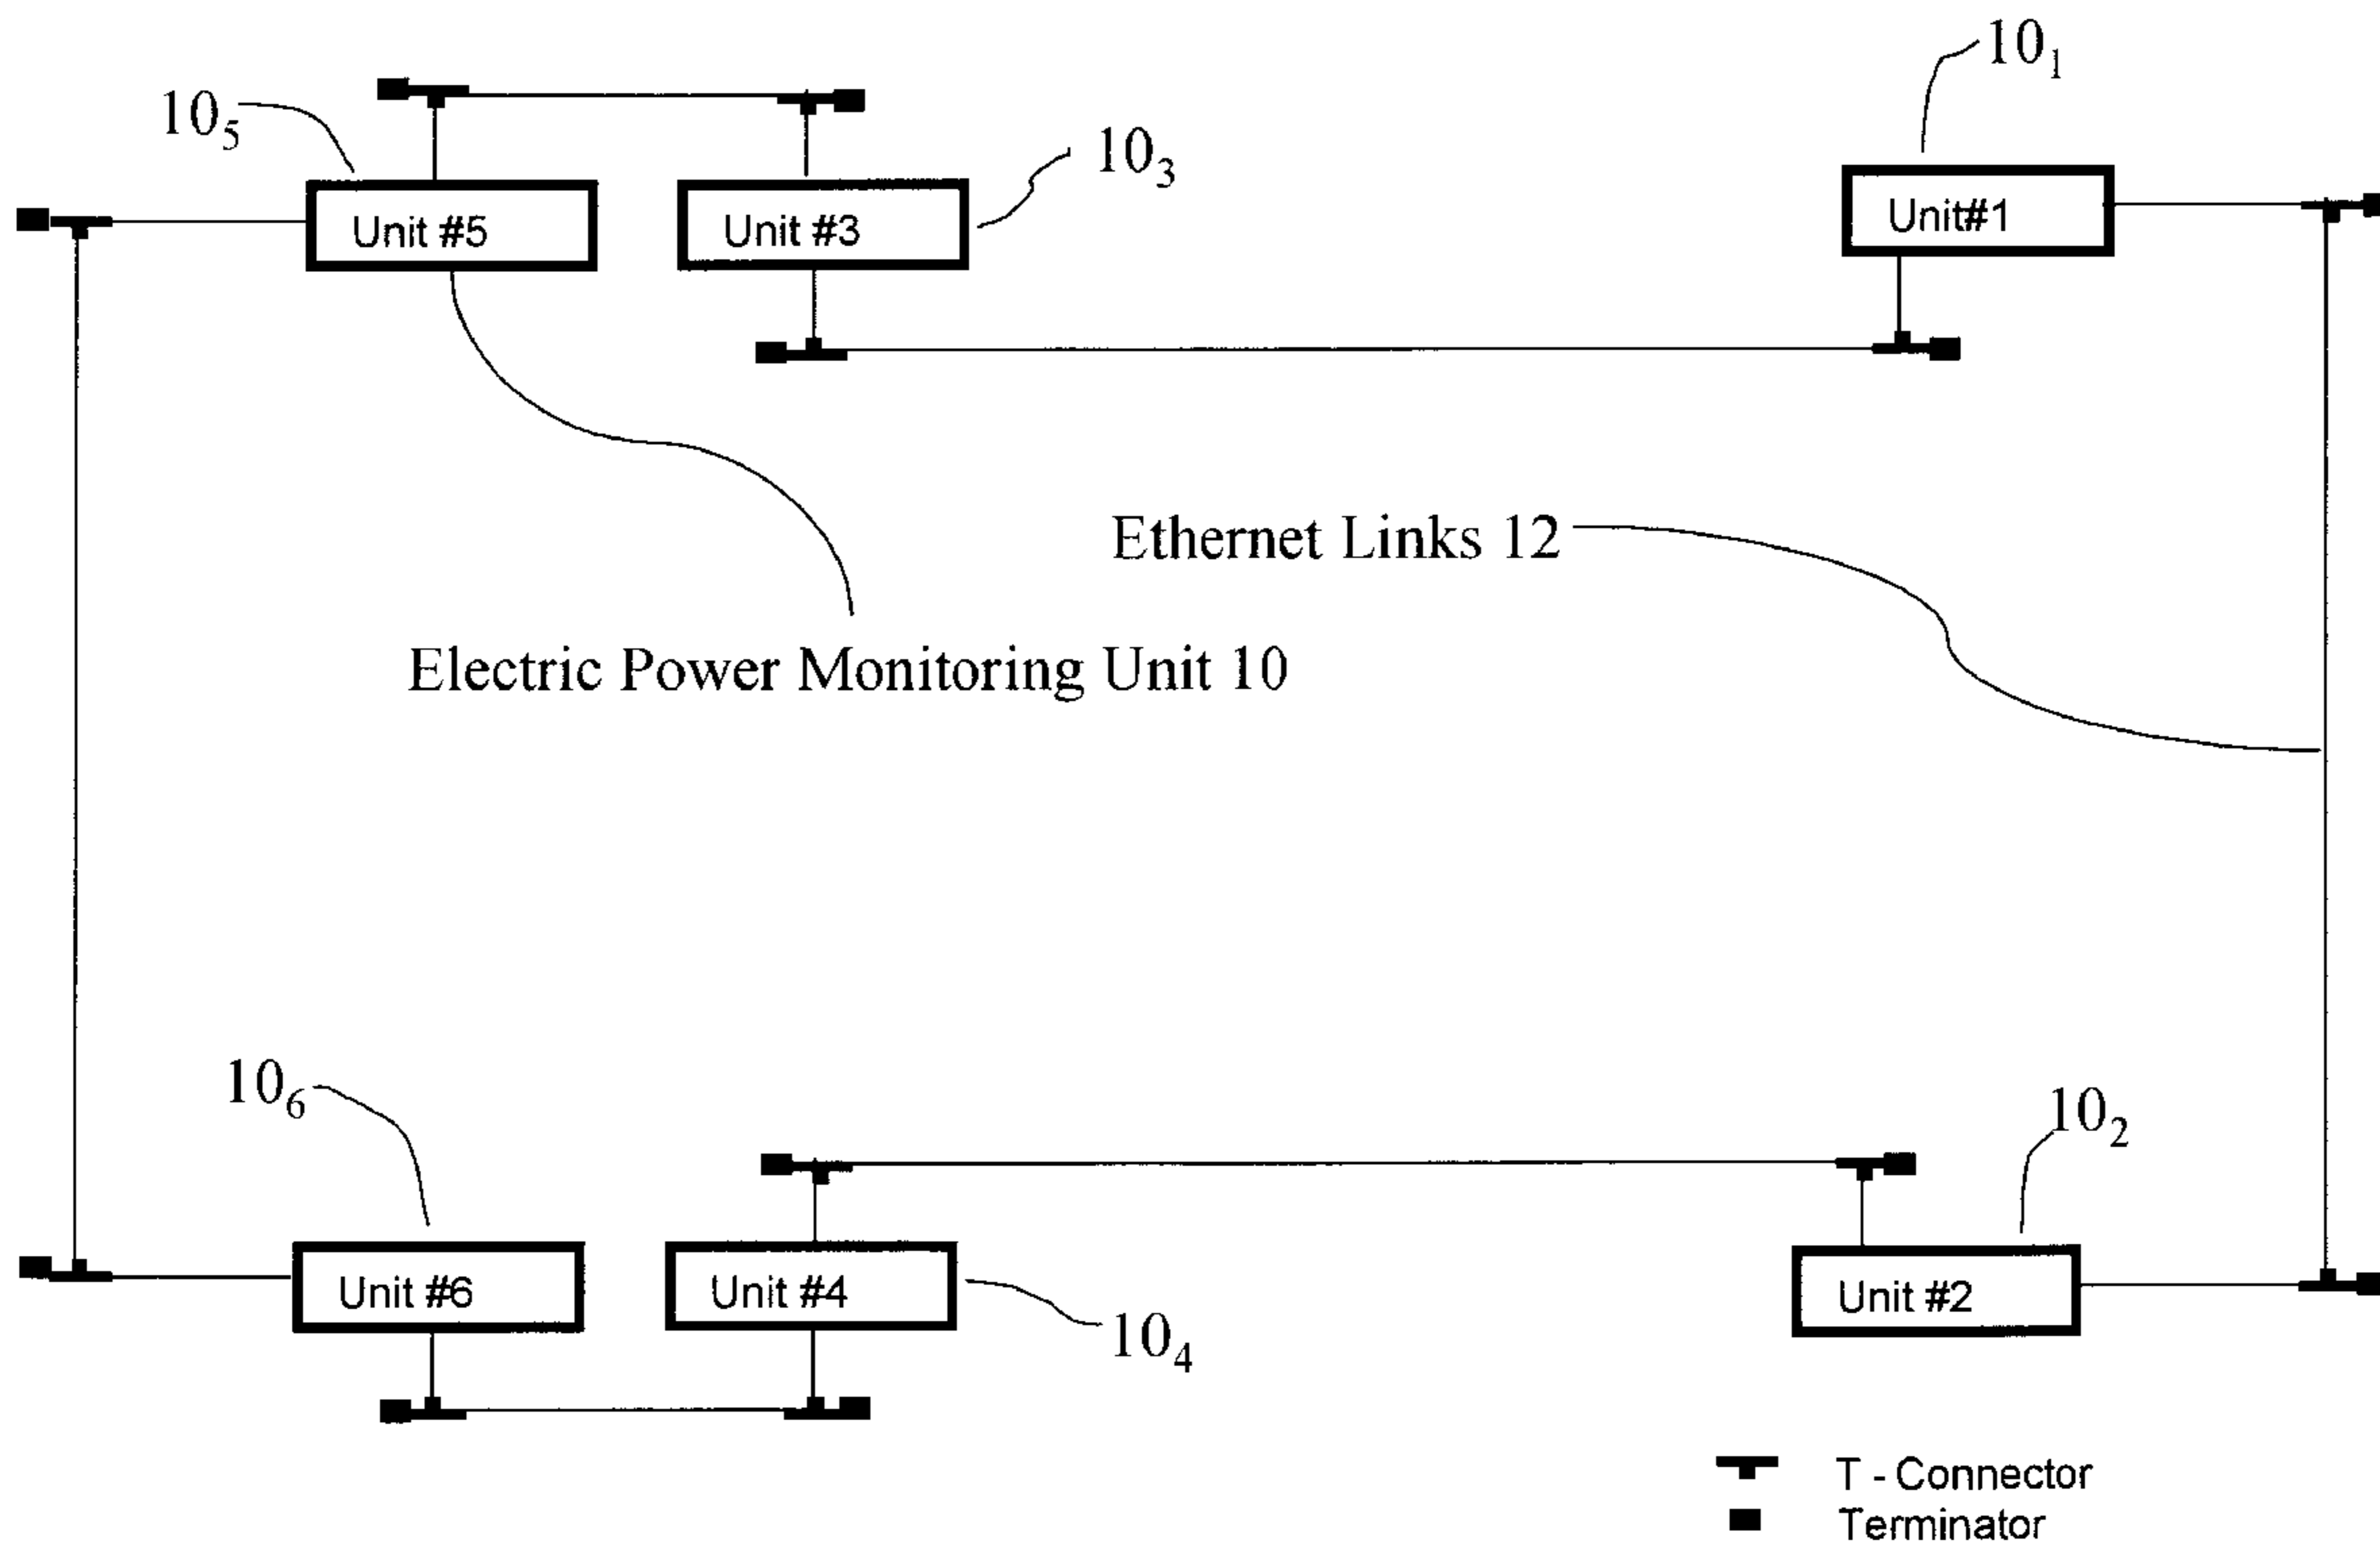 10₁
10₅
10₃
Unit #5
Unit #3
Unit#1
Ethernet Links 12
Electric Power Monitoring Unit 10
10₆
10₂
Unit #6
Unit #4
Unit #2
10₄
T - Connector
Terminator